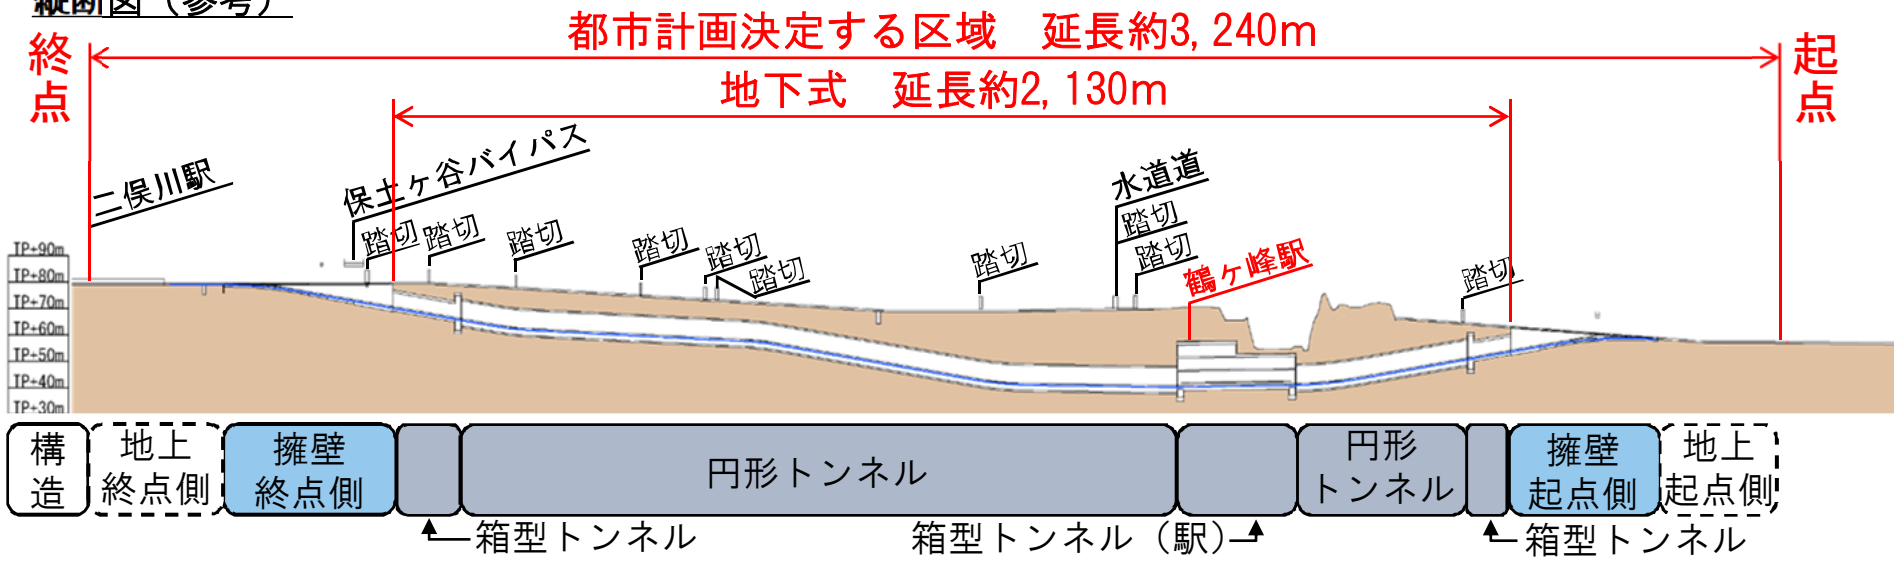 縦断図（参考）
都市計画決定する区域　延長約3,240m
終点
起点
地下式　延長約2,130m
二俣川駅
保土ヶ谷バイパス
踏切
踏切
踏切
踏切
踏切
踏切
踏切
水道道
踏切
踏切
鶴ヶ峰駅
踏切
TP+90m
TP+80m
TP+70m
TP+60m
TP+50m
TP+40m
TP+30m
構造
地上
終点側
擁壁
終点側
円形トンネル
円形
トンネル
擁壁
起点側
地上
起点側
箱型トンネル
箱型トンネル（駅）
箱型トンネル